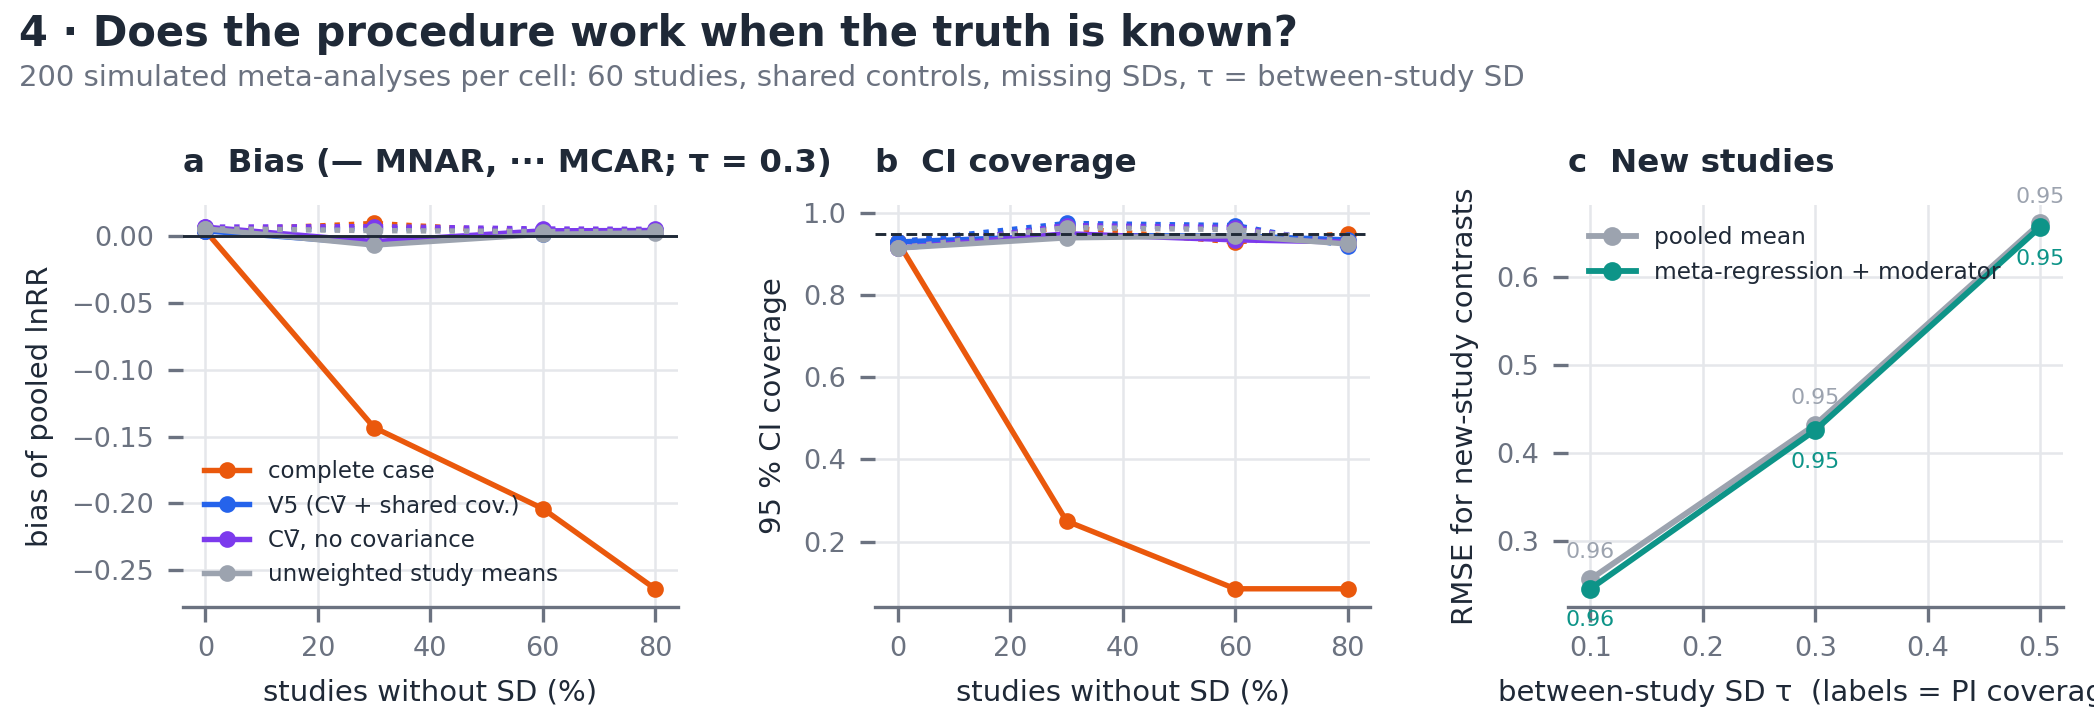 4 · Does the procedure work when the truth is known?
200 simulated meta-analyses per cell: 60 studies, shared controls, missing SDs, τ = between-study SD
a Bias (— MNAR, ··· MCAR; τ = 0.3)
bias of pooled lnRR
0.00
−0.05
−0.10
−0.15
−0.20
−0.25
complete case
V5 (CV̄ + shared cov.)
CV̄, no covariance
unweighted study means
0 20 40 60 80
studies without SD (%)
b CI coverage
95 % CI coverage
1.0
0.8
0.6
0.4
0.2
0 20 40 60 80
studies without SD (%)
c New studies
RMSE for new-study contrasts
0.6
0.5
0.4
0.3
pooled mean
meta-regression + moderator
0.95
0.95
0.95
0.95
0.96
0.96
0.1 0.2 0.3 0.4 0.5
between-study SD τ (labels = PI coverag